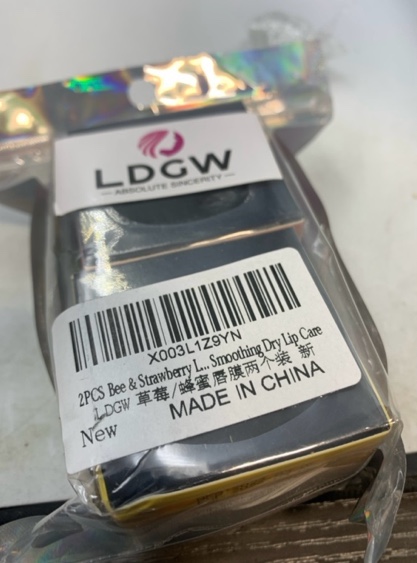 LDGW
ABSOLUTE SINCERITY
X003L1Z9YN
2PCS Bee & Strawberry L... Smoothing Dry Lip Care
LDGW 草莓/蜂蜜唇膜两个装 新
New
MADE IN CHINA